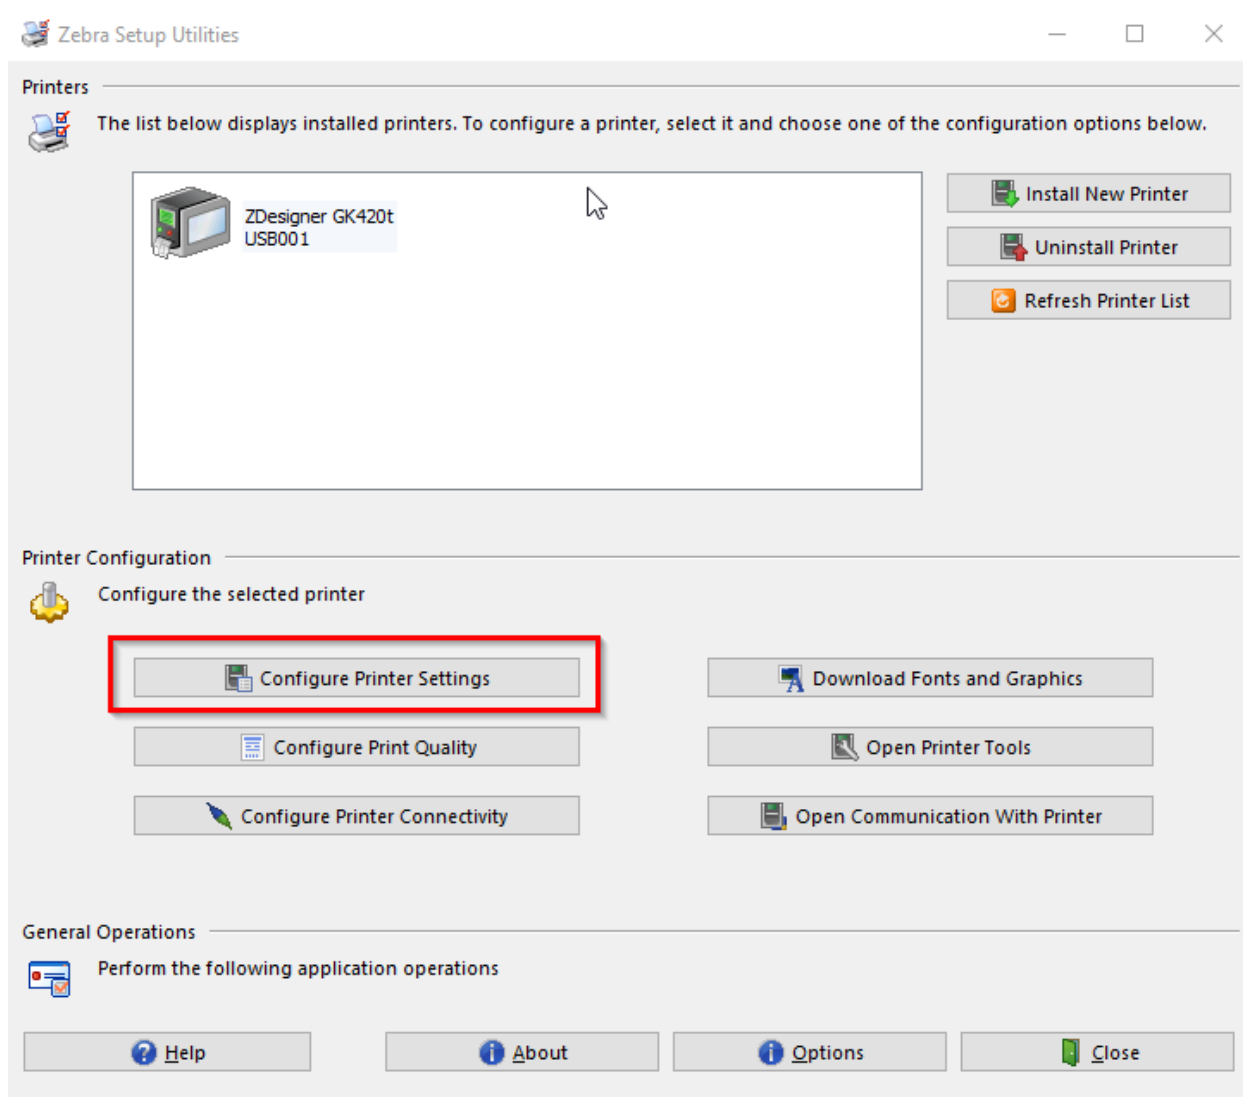 Zebra Setup Utilities
Printers
The list below displays installed printers. To configure a printer, select it and choose one of the configuration options below.
ZDesigner GK420t
USB001
Install New Printer
Uninstall Printer
Refresh Printer List
Printer Configuration
Configure the selected printer
Configure Printer Settings
Download Fonts and Graphics
Configure Print Quality
Open Printer Tools
Configure Printer Connectivity
Open Communication With Printer
General Operations
Perform the following application operations
Help
About
Options
Close